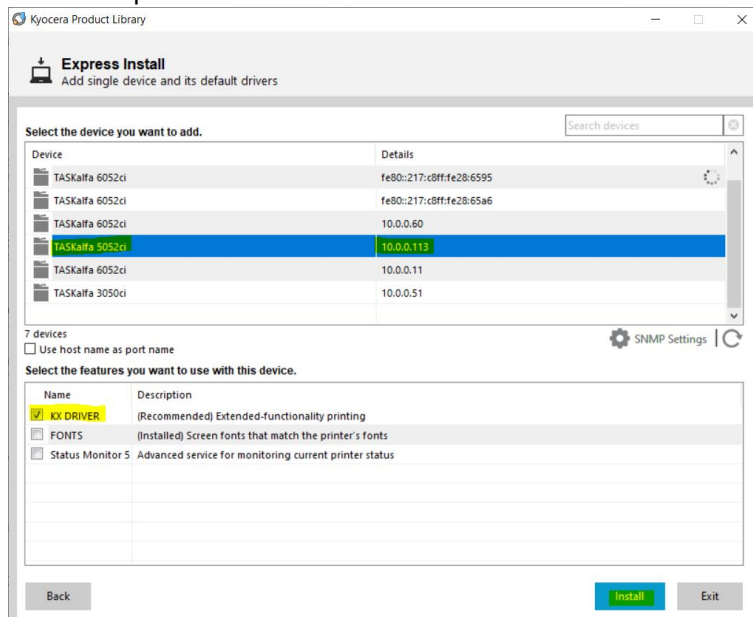 Kyocera Product Library
Express Install
Add single device and its default drivers
Select the device you want to add.
Search devices
Device Details
TASKalfa 6052ci fe80::217:c8ff:fe28:6595
TASKalfa 6052ci fe80::217:c8ff:fe28:65a6
TASKalfa 6052ci 10.0.0.60
TASKalfa 5052ci 10.0.0.113
TASKalfa 6052ci 10.0.0.11
TASKalfa 3050ci 10.0.0.51
7 devices
SNMP Settings
Use host name as port name
Select the features you want to use with this device.
Name Description
KX DRIVER (Recommended) Extended-functionality printing
FONTS (Installed) Screen fonts that match the printer's fonts
Status Monitor 5 Advanced service for monitoring current printer status
Back Install Exit